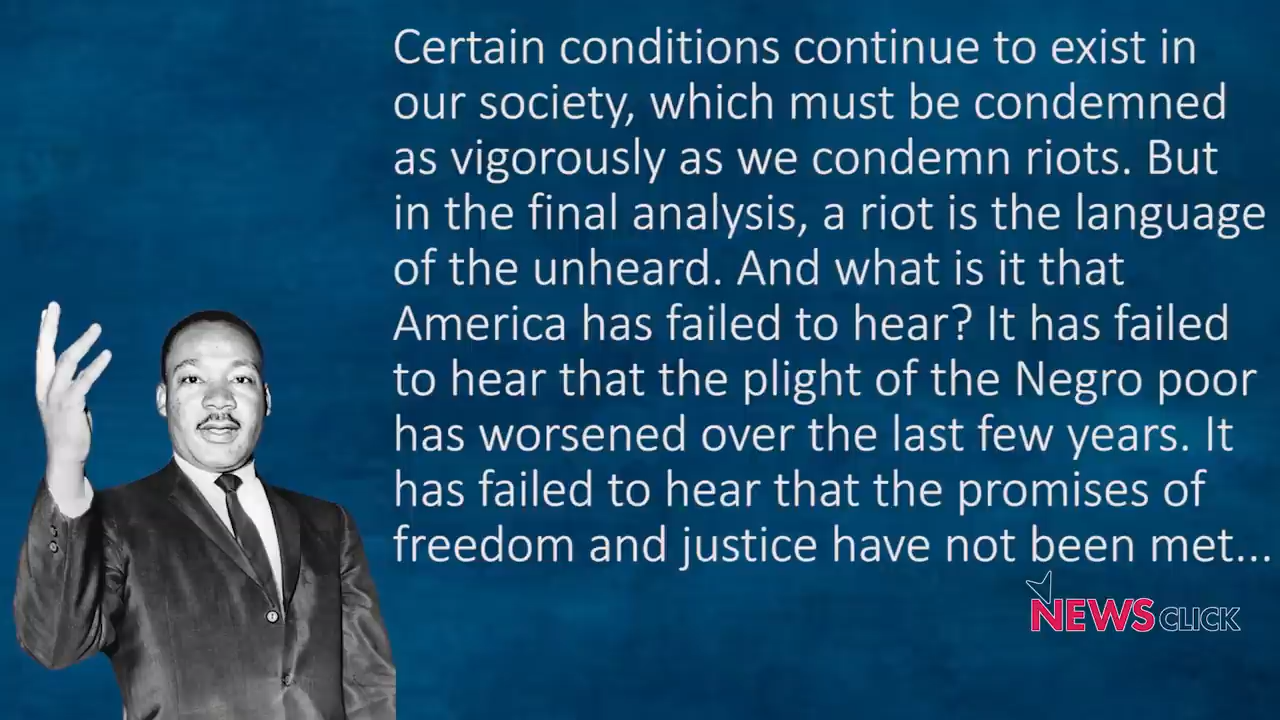 Certain conditions continue to exist in
our society, which must be condemned
as vigorously as we condemn riots. But
in the final analysis, a riot is the language
of the unheard. And what is it that
America has failed to hear? It has failed
to hear that the plight of the Negro poor
has worsened over the last few years. It
has failed to hear that the promises of
freedom and justice have not been met...
NEWSCLICK